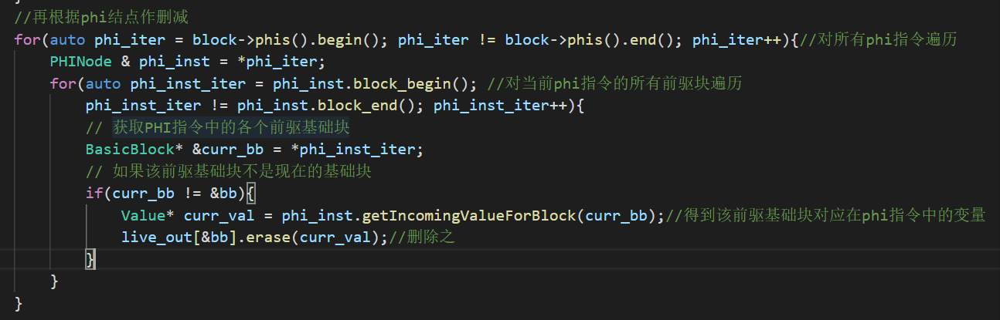 }
//再根据phi结点作删减
for(auto phi_iter = block->phis().begin(); phi_iter != block->phis().end(); phi_iter++){//对所有phi指令遍历
PHINode & phi_inst = *phi_iter;
for(auto phi_inst_iter = phi_inst.block_begin(); //对当前phi指令的所有前驱块遍历
phi_inst_iter != phi_inst.block_end(); phi_inst_iter++){
// 获取PHI指令中的各个前驱基础块
BasicBlock* &curr_bb = *phi_inst_iter;
// 如果该前驱基础块不是现在的基础块
if(curr_bb != &bb){
Value* curr_val = phi_inst.getIncomingValueForBlock(curr_bb);//得到该前驱基础块对应在phi指令中的变量
live_out[&bb].erase(curr_val);//删除之
}
}
}